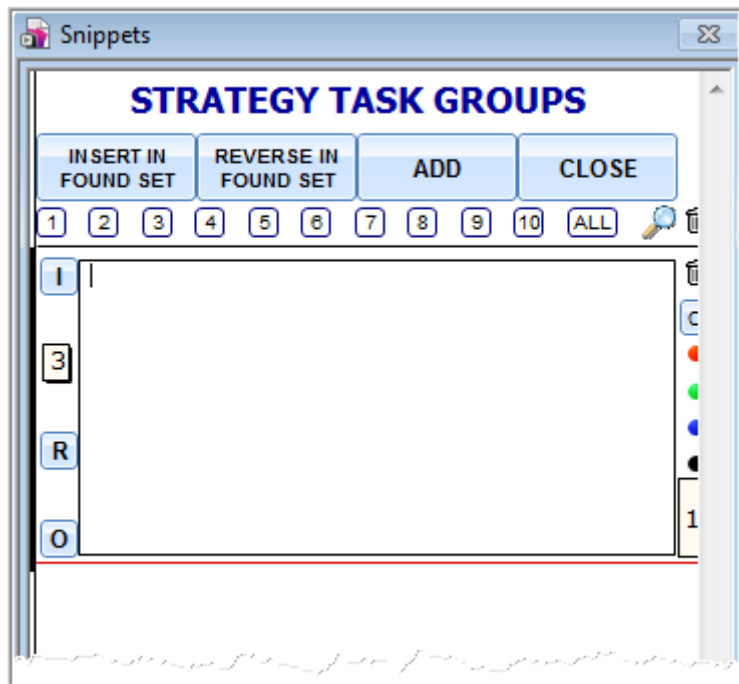 Snippets
STRATEGY TASK GROUPS
INSERT IN
FOUND SET
REVERSE IN
FOUND SET
ADD
CLOSE
1 2 3 4 5 6 7 8 9 10 ALL
I
C
3
R
1
O